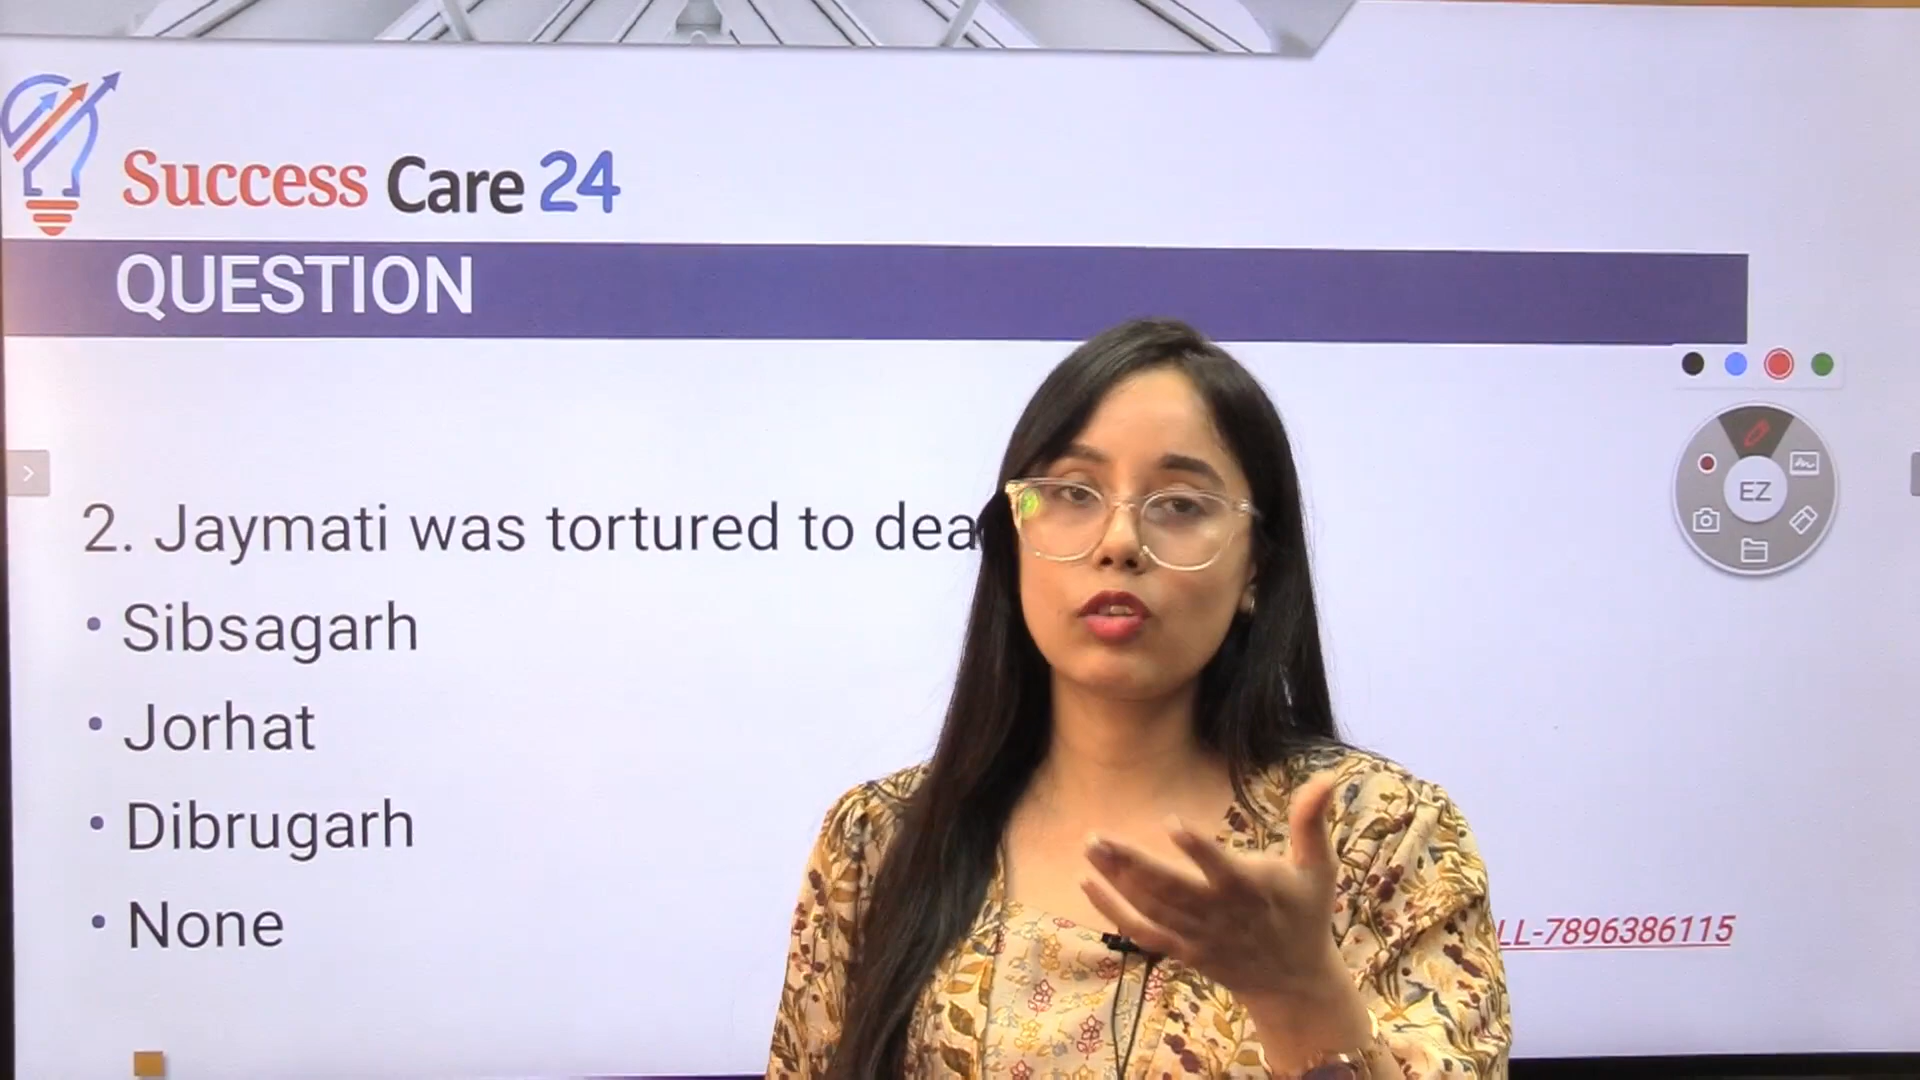 Success Care 24
QUESTION
EZ
2. Jaymati was tortured to dea
• Sibsagarh
• Jorhat
• Dibrugarh
• None
LL-7896386115